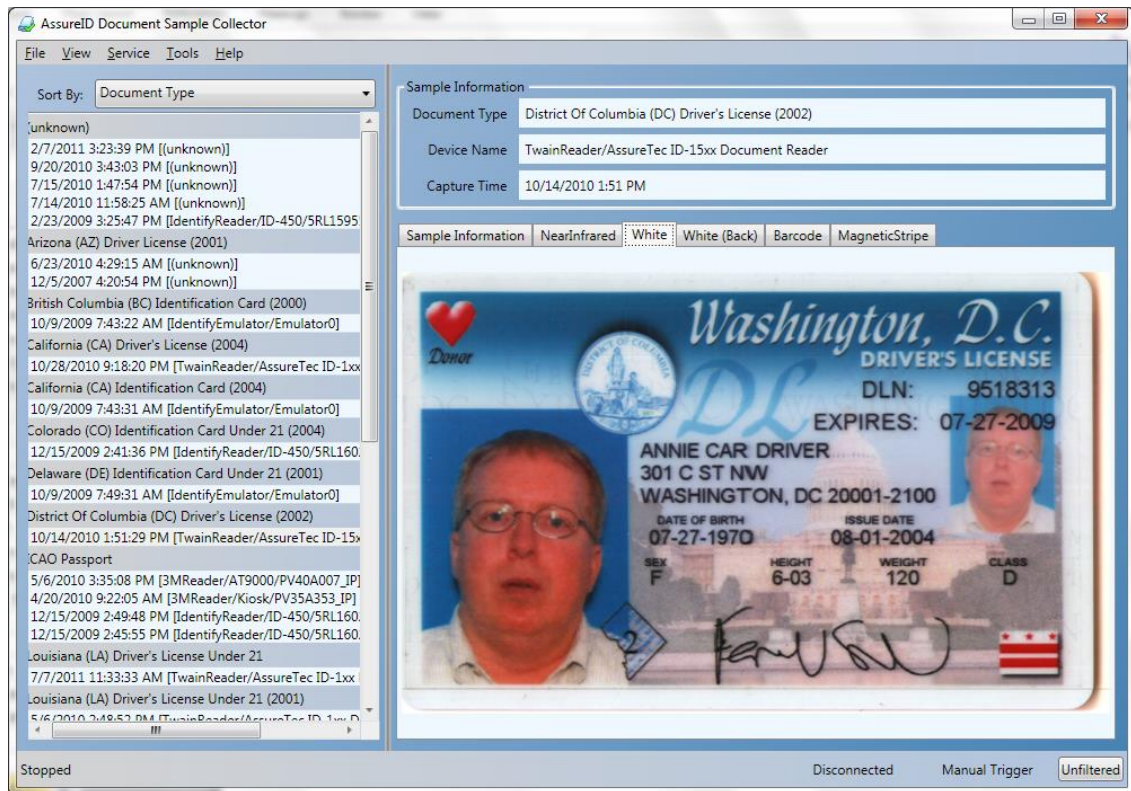 AssureID Document Sample Collector
File View Service Tools Help
Sort By: Document Type
(unknown)
2/7/2011 3:23:39 PM [(unknown)]
9/20/2010 3:43:03 PM [(unknown)]
7/15/2010 1:47:54 PM [(unknown)]
7/14/2010 11:58:25 AM [(unknown)]
2/23/2009 3:25:47 PM [IdentifyReader/ID-450/5RL1595
Arizona (AZ) Driver License (2001)
6/23/2010 4:29:15 AM [(unknown)]
12/5/2007 4:20:54 PM [(unknown)]
British Columbia (BC) Identification Card (2000)
10/9/2009 7:43:22 AM [IdentifyEmulator/Emulator0]
California (CA) Driver's License (2004)
10/28/2010 9:18:20 PM [TwainReader/AssureTec ID-1xx
California (CA) Identification Card (2004)
10/9/2009 7:43:31 AM [IdentifyEmulator/Emulator0]
Colorado (CO) Identification Card Under 21 (2004)
12/15/2009 2:41:36 PM [IdentifyReader/ID-450/5RL160.
Delaware (DE) Identification Card Under 21 (2001)
10/9/2009 7:49:31 AM [IdentifyEmulator/Emulator0]
District Of Columbia (DC) Driver's License (2002)
10/14/2010 1:51:29 PM [TwainReader/AssureTec ID-15x
ICAO Passport
5/6/2010 3:35:08 PM [3MReader/AT9000/PV40A007_IP]
4/20/2010 9:22:05 AM [3MReader/Kiosk/PV35A353_IP]
12/15/2009 2:49:48 PM [IdentifyReader/ID-450/5RL160.
12/15/2009 2:45:55 PM [IdentifyReader/ID-450/5RL160.
Louisiana (LA) Driver's License Under 21
7/7/2011 11:33:33 AM [TwainReader/AssureTec ID-1xx
Louisiana (LA) Driver's License Under 21 (2001)
5/6/2010 2:48:52 PM [TwainReader/AssureTec ID-1xx D
Sample Information
Document Type District Of Columbia (DC) Driver's License (2002)
Device Name TwainReader/AssureTec ID-15xx Document Reader
Capture Time 10/14/2010 1:51 PM
Sample Information NearInfrared White White (Back) Barcode MagneticStripe
Donor
DISTRICT OF COLUMBIA
Washington, D.C.
DRIVER'S LICENSE
DL
DLN: 9518313
EXPIRES: 07-27-2009
ANNIE CAR DRIVER
301 C ST NW
WASHINGTON, DC 20001-2100
DATE OF BIRTH ISSUE DATE
07-27-1970 08-01-2004
SEX HEIGHT WEIGHT CLASS
F 6-03 120 D
Stopped Disconnected Manual Trigger Unfiltered